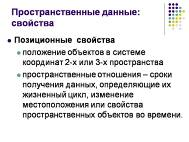 Пространственные данные:
свойства
Позиционные свойства
положение объектов в системе
координат 2-х или 3-х пространства
пространственные отношения – сроки
получения данных, определяющие их
жизненный цикл, изменение
местоположения или свойства
пространственных объектов во времени.